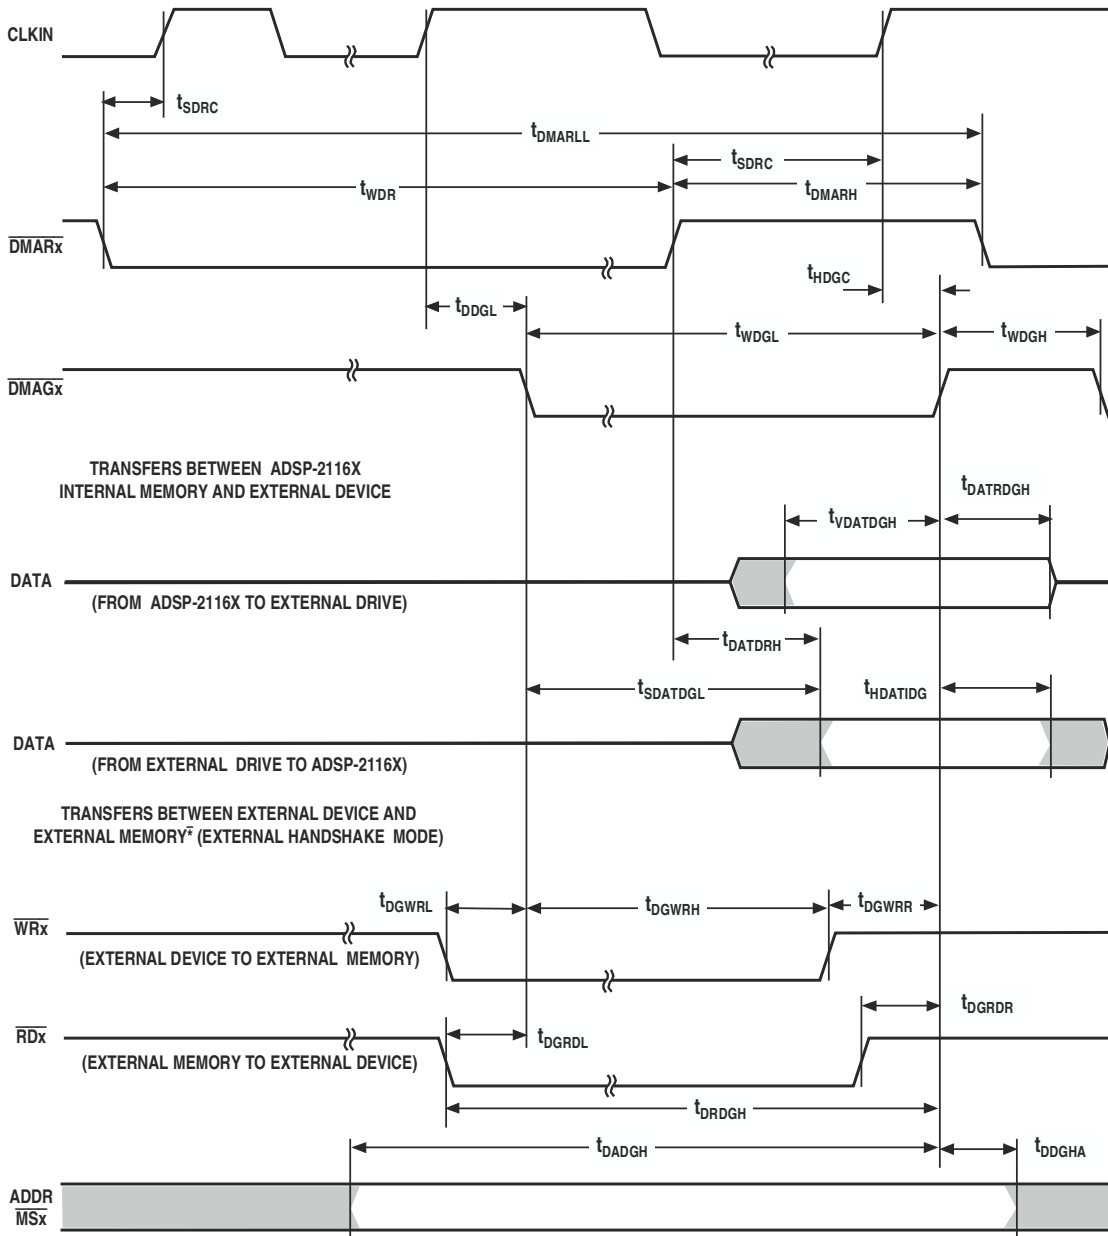 CLKIN
tSDRC
tDMARLL
tSDRC
tWDR
tDMARH
DMARx
tHDGC
tDDGL
tWDGL
tWDGH
DMAGx
TRANSFERS BETWEEN ADSP-2116X
INTERNAL MEMORY AND EXTERNAL DEVICE
tDATRDGH
tVDATDGH
DATA
(FROM ADSP-2116X TO EXTERNAL DRIVE)
tDATDRH
tSDATDGL
tHDATIDG
DATA
(FROM EXTERNAL DRIVE TO ADSP-2116X)
TRANSFERS BETWEEN EXTERNAL DEVICE AND
EXTERNAL MEMORY* (EXTERNAL HANDSHAKE MODE)
tDGWRL
tDGWRH
tDGWRR
WRx
(EXTERNAL DEVICE TO EXTERNAL MEMORY)
tDGRDR
RDx
tDGRDL
(EXTERNAL MEMORY TO EXTERNAL DEVICE)
tDRDGH
tDADGH
tDDGHA
ADDR
MSx